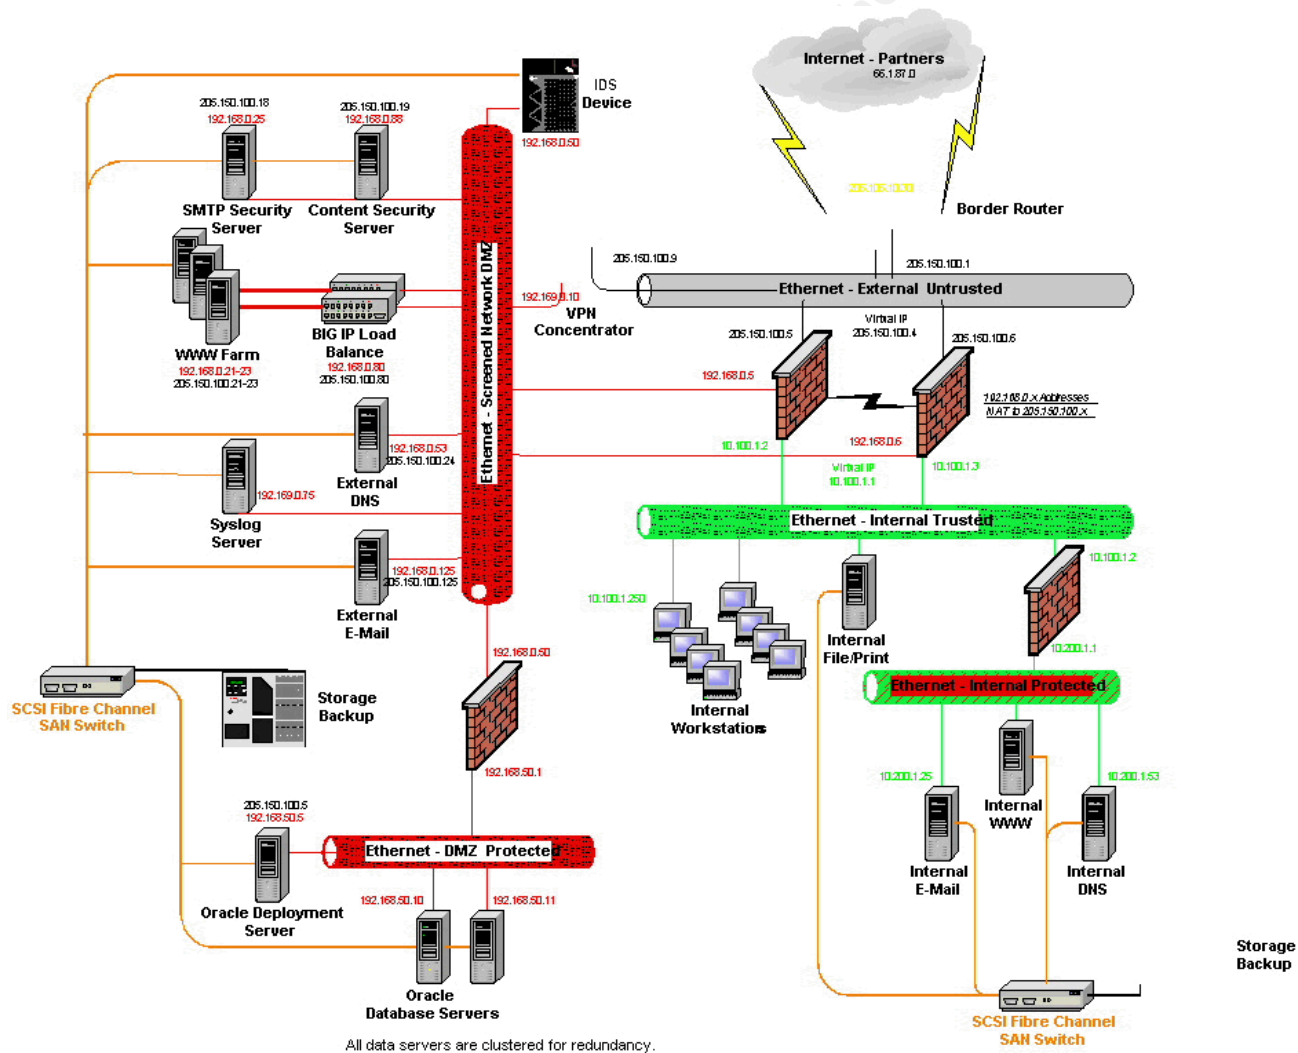 Internet - Partners
66.1.87.0
IDS
Device
192.168.0.50
205.150.100.18
192.168.0.25
205.150.100.19
192.168.0.88
SMTP Security
Server
Content Security
Server
Border Router
205.150.100.9
205.150.100.1
Ethernet - External Untrusted
Ethernet - Screened Network DMZ
192.169.0.10
VPN
Concentrator
WWW Farm
192.168.0.21-23
205.150.100.21-23
BIG IP Load
Balance
192.168.0.80
205.150.100.80
Virtual IP
205.150.100.4
205.150.100.5
205.150.100.6
192.168.0.5
192.168.0.x Addresses
NAT to 205.150.100.x
10.100.1.2
192.168.0.6
10.100.1.3
Virtual IP
10.100.1.1
192.168.0.53
205.150.100.24
External
DNS
192.169.0.75
Syslog
Server
Ethernet - Internal Trusted
10.100.1.2
192.168.0.125
205.150.100.125
External
E-Mail
10.100.1.250
Internal
File/Print
10.200.1.1
192.168.0.50
Ethernet - Internal Protected
Internal
Workstations
SCSI Fibre Channel
SAN Switch
Storage
Backup
192.168.50.1
10.200.1.25
10.200.1.53
Internal
WWW
Internal
E-Mail
Internal
DNS
205.150.100.5
192.168.50.5
Ethernet - DMZ Protected
Oracle Deployment
Server
192.168.50.10
192.168.50.11
Oracle
Database Servers
Storage
Backup
SCSI Fibre Channel
SAN Switch
All data servers are clustered for redundancy.